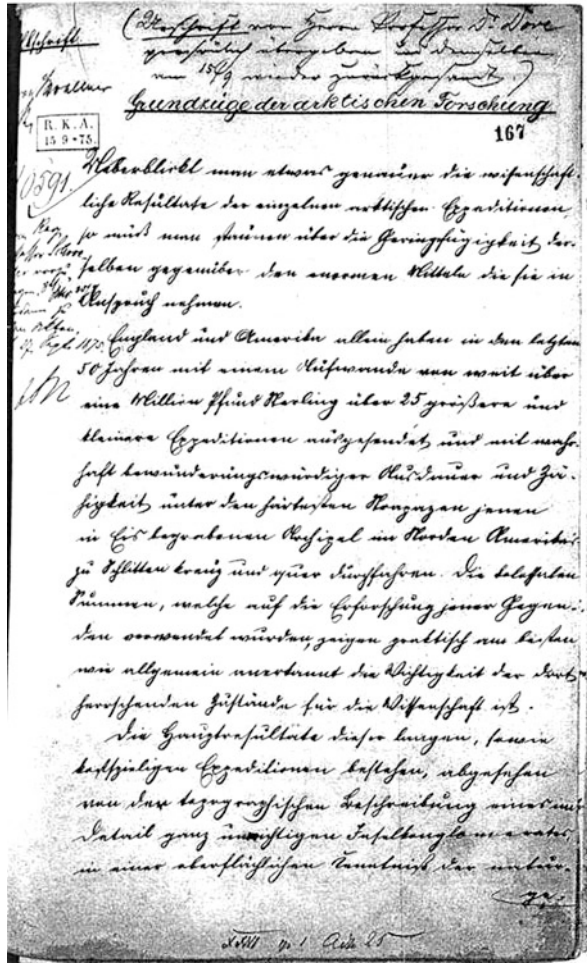 (Urschrift von Herrn Professor Dr. Dove
persönlich übergeben und demselben
am 15/9 wieder zurückgesandt.)
Grundzüge der arktischen Forschung
R. K. A.
15 9 · 75.
167
Ueberblickt man etwas genauer die wissenschaft-
liche Resultate der einzelnen arktischen Expeditionen,
so muß man staunen über die Geringfügigkeit der-
selben gegenüber den enormen Mitteln die sie in
Anspruch nehmen.
England und Amerika allein haben in den letzten
50 Jahren mit einem Aufwande von weit über
eine Million Pfund Sterling über 25 größere und
kleinere Expeditionen ausgesendet und mit wahr-
haft bewunderungswürdiger Ausdauer und Zä-
higkeit unter den härtesten Strapazen jenen
in Eis begrabenen Archipel im Norden Amerikas
zu Schlitten kreuz und quer durchfahren. Die kolossalen
Summen, welche auf die Erforschung jener Gegen-
den verwendet wurden, zeigen praktisch am besten
wie allgemein anerkannt die Wichtigkeit der dort
herrschenden Zustände für die Wissenschaft ist.
Die Hauptresultate dieser langen, sowie
kostspieligen Expeditionen bestehen, abgesehen
von der topographischen Beschreibung eines im
Detail ganz unwichtigen Inselkonglomerates,
in einer oberflächlichen Kenntniß der natur-